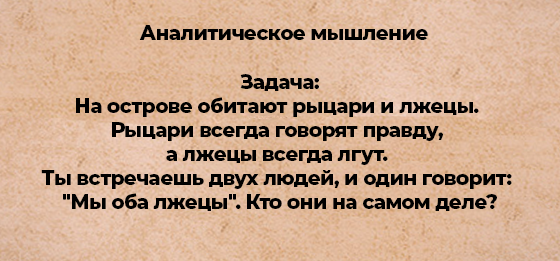 Аналитическое мышление
Задача:
На острове обитают рыцари и лжецы.
Рыцари всегда говорят правду,
а лжецы всегда лгут.
Ты встречаешь двух людей, и один говорит:
"Мы оба лжецы". Кто они на самом деле?